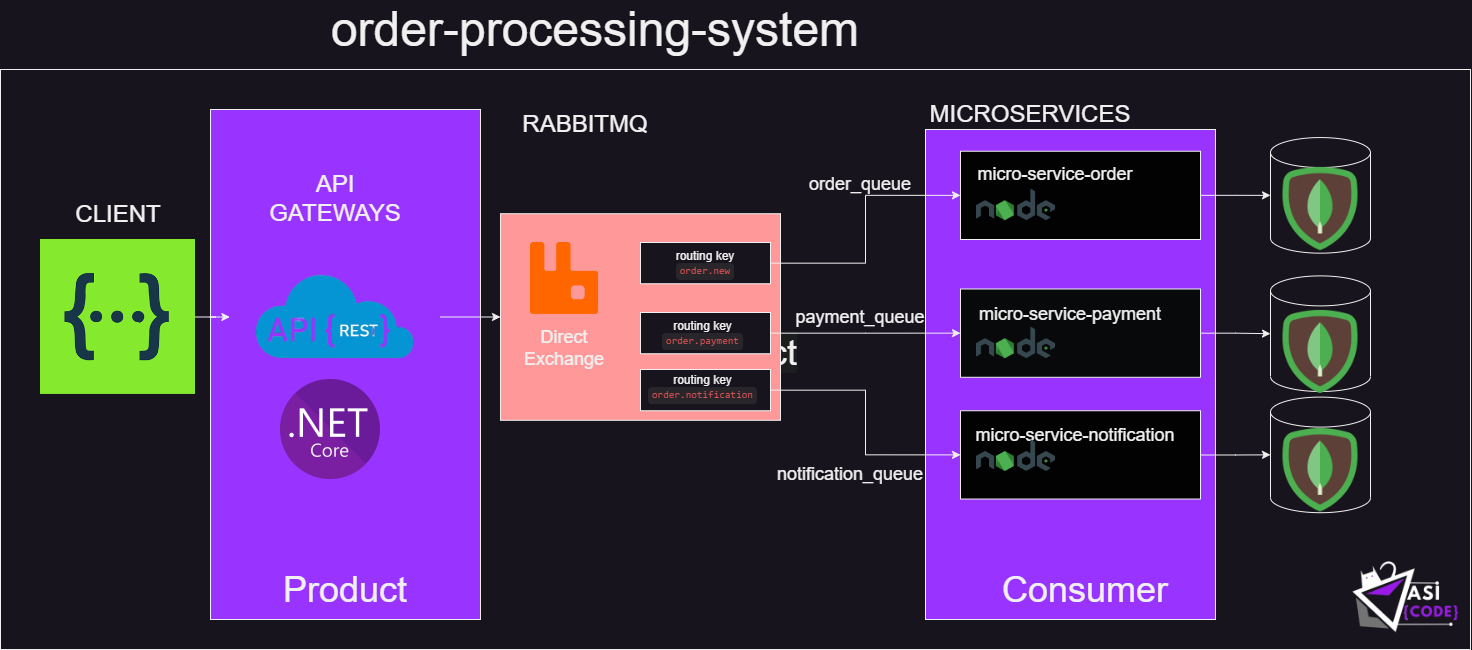 order-processing-system
CLIENT
API
GATEWAYS
API {REST}
.NET
Core
Product
RABBITMQ
Direct
Exchange
routing key
order.new
routing key
order.payment
routing key
order.notification
ct
order_queue
payment_queue
notification_queue
MICROSERVICES
micro-service-order
node
micro-service-payment
node
micro-service-notification
node
Consumer
ASI
{CODE}